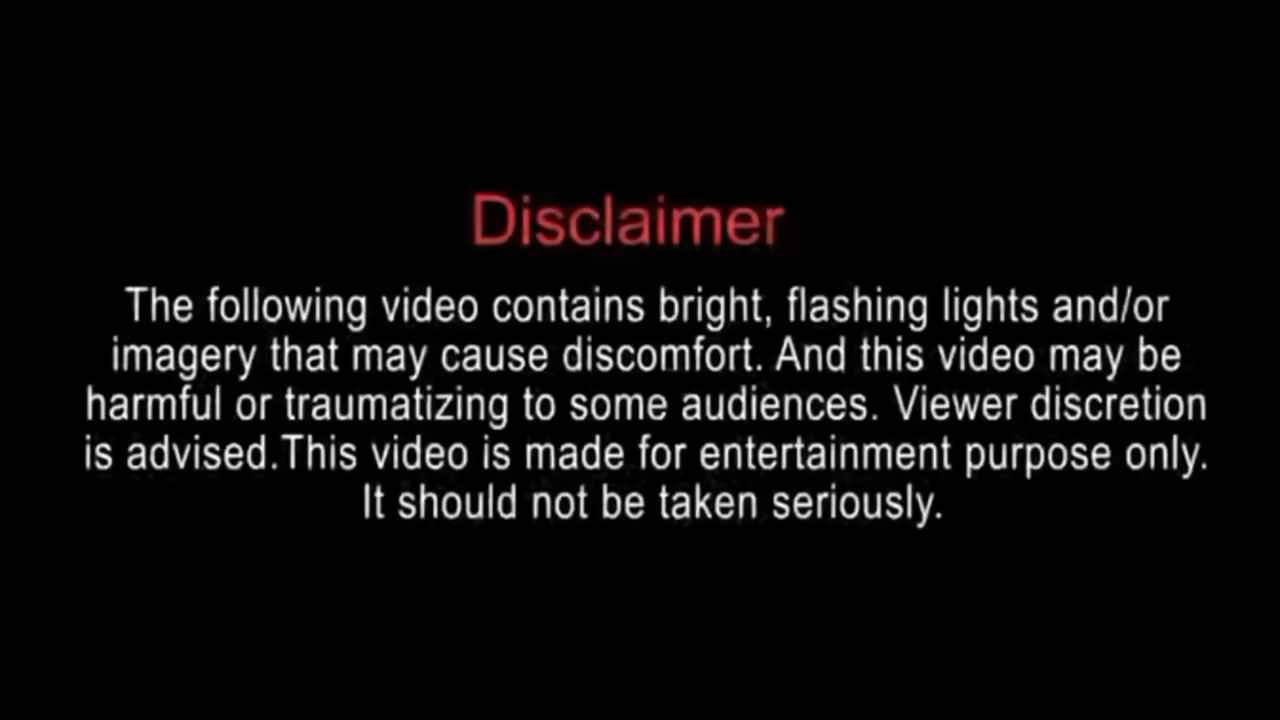 Disclaimer
The following video contains bright, flashing lights and/or
imagery that may cause discomfort. And this video may be
harmful or traumatizing to some audiences. Viewer discretion
is advised.This video is made for entertainment purpose only.
It should not be taken seriously.